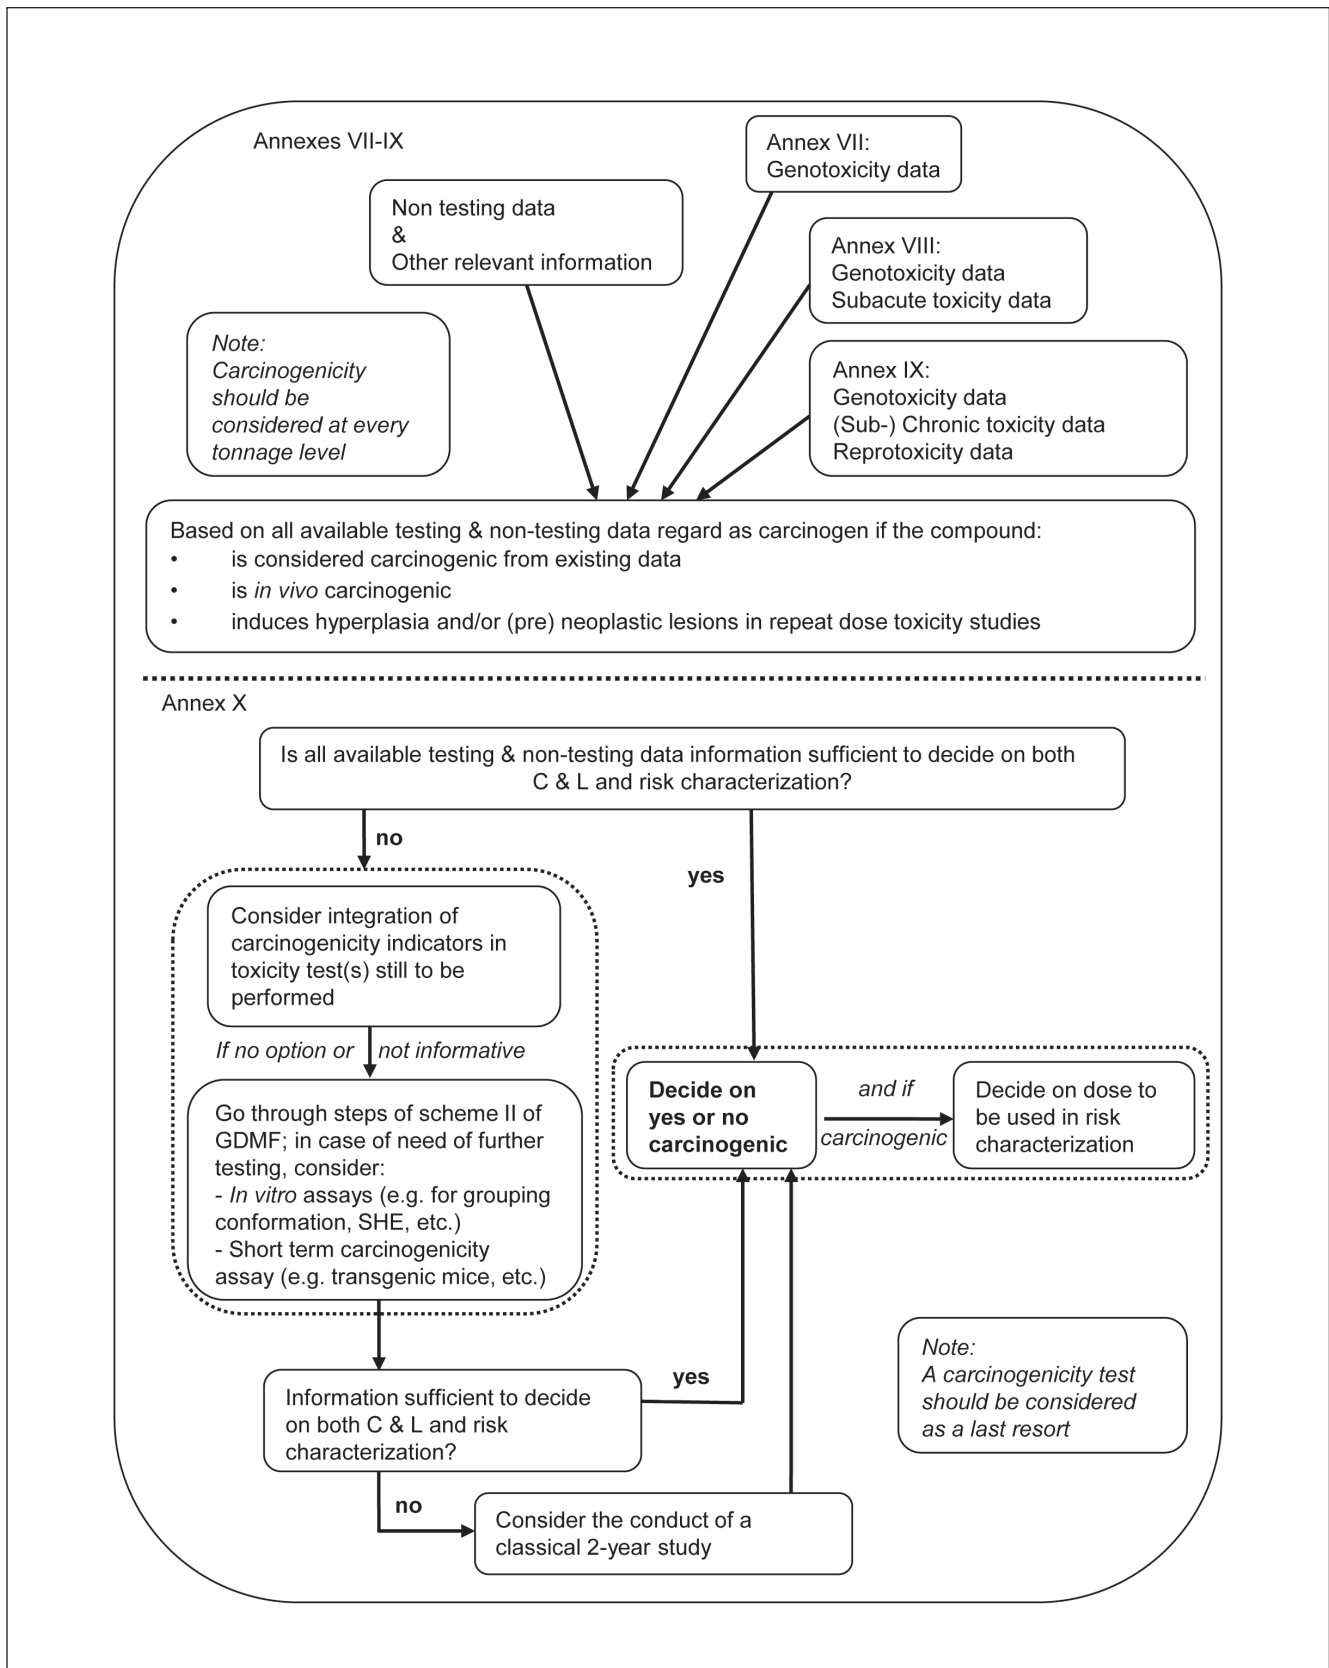 Annexes VII-IX
Annex VII:
Genotoxicity data
Non testing data
&
Other relevant information
Annex VIII:
Genotoxicity data
Subacute toxicity data
Note:
Carcinogenicity
should be
considered at every
tonnage level
Annex IX:
Genotoxicity data
(Sub-) Chronic toxicity data
Reprotoxicity data
Based on all available testing & non-testing data regard as carcinogen if the compound:
• is considered carcinogenic from existing data
• is in vivo carcinogenic
• induces hyperplasia and/or (pre) neoplastic lesions in repeat dose toxicity studies
Annex X
Is all available testing & non-testing data information sufficient to decide on both
C & L and risk characterization?
no
yes
Consider integration of
carcinogenicity indicators in
toxicity test(s) still to be
performed
If no option or not informative
Go through steps of scheme II of
GDMF; in case of need of further
testing, consider:
- In vitro assays (e.g. for grouping
conformation, SHE, etc.)
- Short term carcinogenicity
assay (e.g. transgenic mice, etc.)
Decide on
yes or no
carcinogenic
and if
carcinogenic
Decide on dose to
be used in risk
characterization
Information sufficient to decide
on both C & L and risk
characterization?
yes
no
Consider the conduct of a
classical 2-year study
Note:
A carcinogenicity test
should be considered
as a last resort